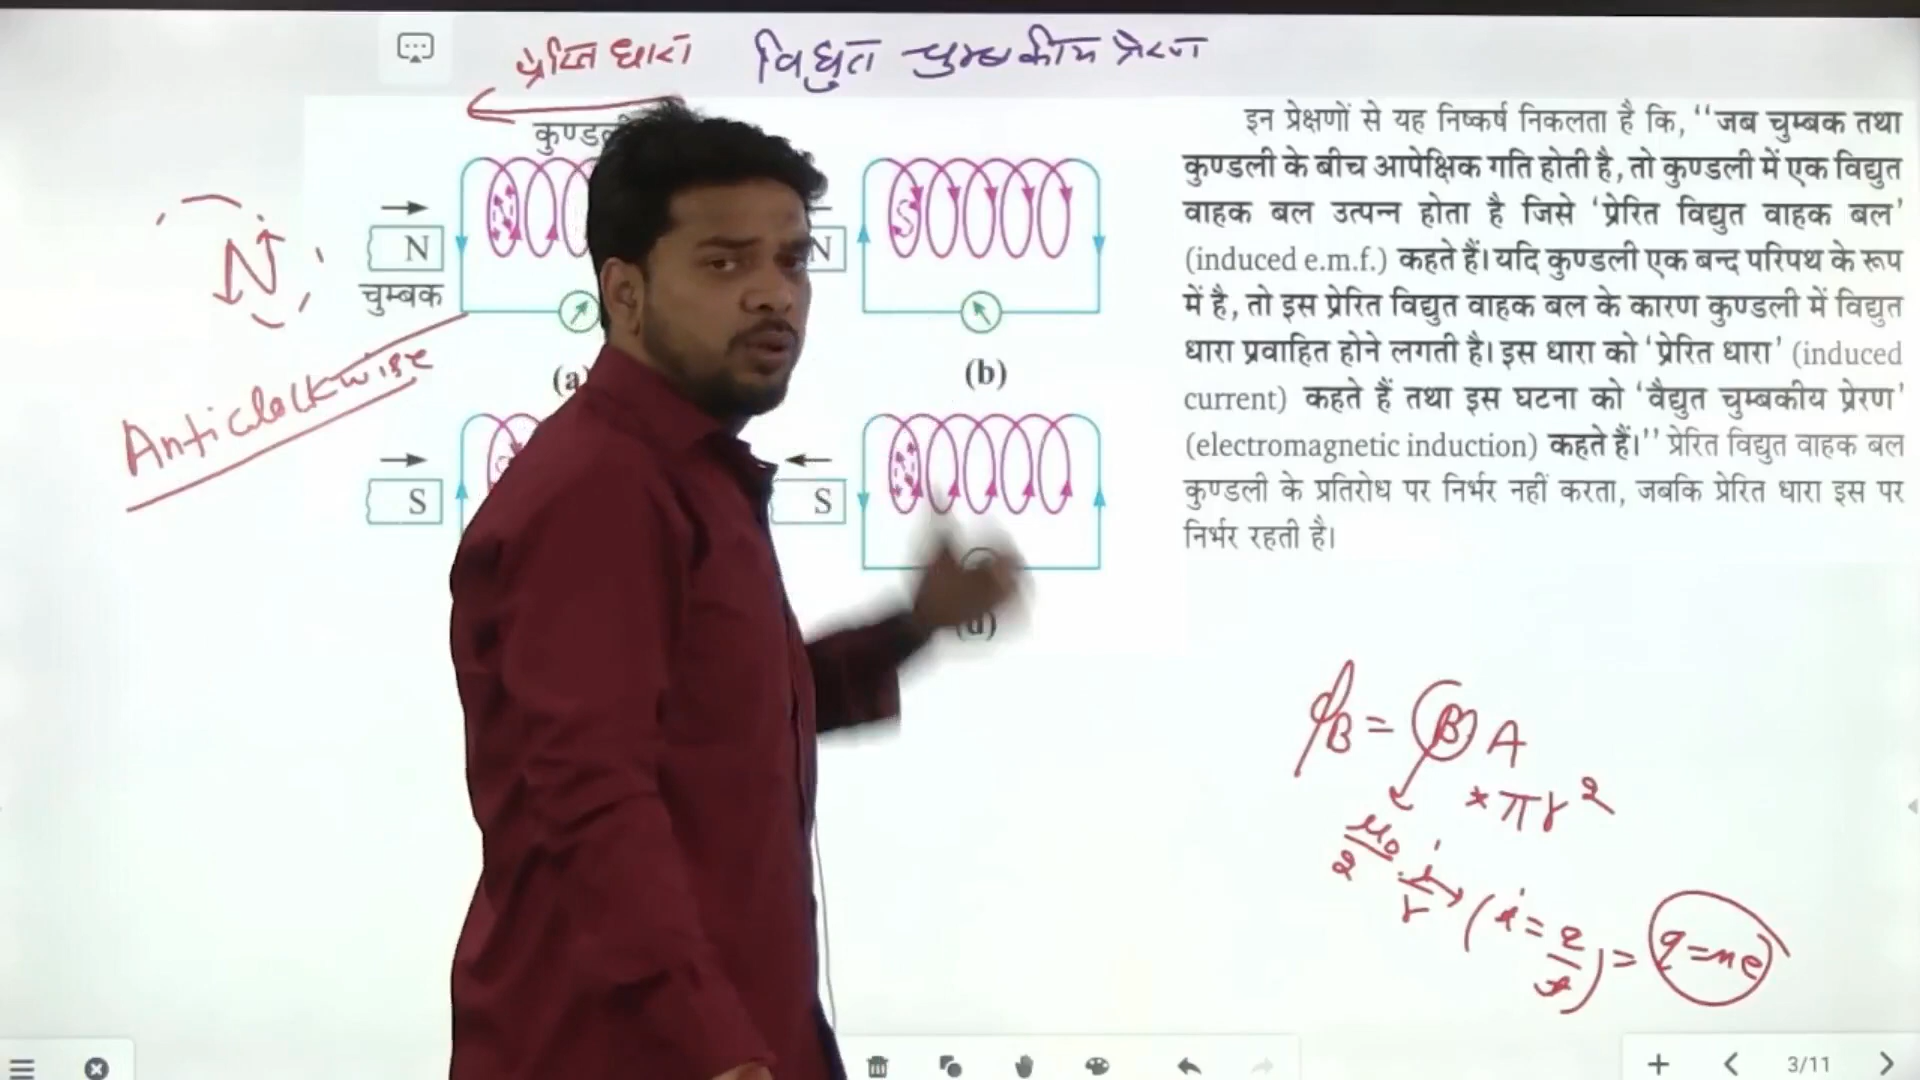 प्रेरित धारा विधुत चुम्बकीय प्रेरण
N
चुम्बक
N
N
(b)
Anticlockwise
S
S
(d)
इन प्रेक्षणों से यह निष्कर्ष निकलता है कि, “जब चुम्बक तथा
कुण्डली के बीच आपेक्षिक गति होती है, तो कुण्डली में एक विद्युत
वाहक बल उत्पन्न होता है जिसे ‘प्रेरित विद्युत वाहक बल’
(induced e.m.f.) कहते हैं। यदि कुण्डली एक बन्द परिपथ के रूप
में है, तो इस प्रेरित विद्युत वाहक बल के कारण कुण्डली में विद्युत
धारा प्रवाहित होने लगती है। इस धारा को ‘प्रेरित धारा’ (induced
current) कहते हैं तथा इस घटना को ‘वैद्युत चुम्बकीय प्रेरण’
(electromagnetic induction) कहते हैं।” प्रेरित विद्युत वाहक बल
कुण्डली के प्रतिरोध पर निर्भर नहीं करता, जबकि प्रेरित धारा इस पर
निर्भर रहती है।
ϕB = (B) A
* πr²
μ₀/2 i/r → (i = q/t) = q=ne
3/11